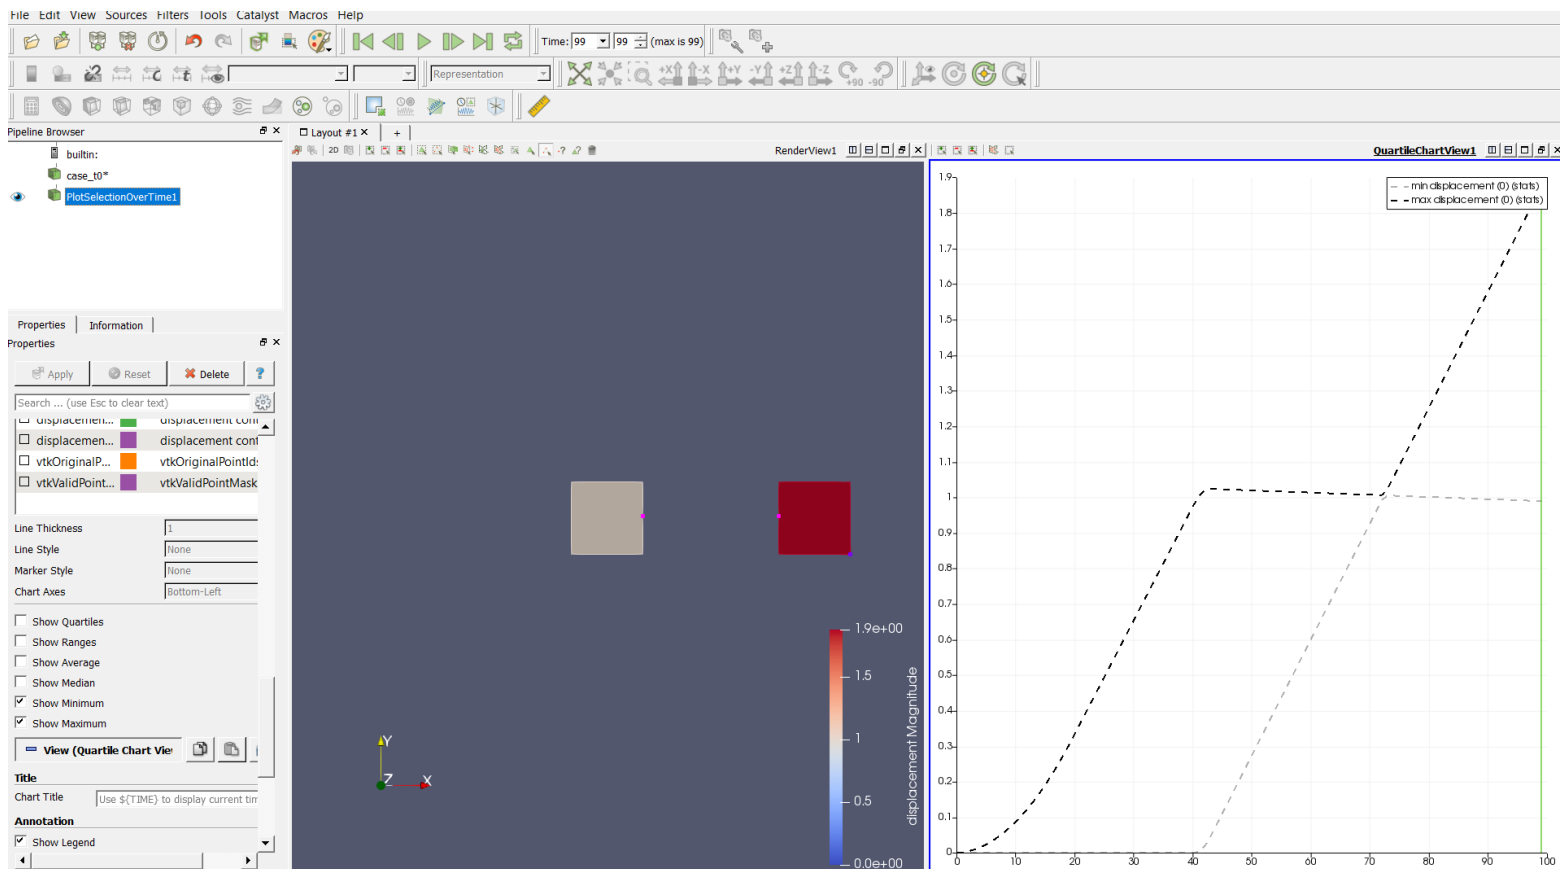 File Edit View Sources Filters Tools Catalyst Macros Help
Time: 99 99 (max is 99)
Representation
+X -X +Y -Y +Z -Z +90 -90
Pipeline Browser
builtin:
case_t0*
PlotSelectionOverTime1
Properties Information
Properties
Apply Reset Delete ?
Search ... (use Esc to clear text)
displacemen... displacement cont
displacemen... displacement cont
vtkOriginalP... vtkOriginalPointIds
vtkValidPoint... vtkValidPointMask
Line Thickness 1
Line Style None
Marker Style None
Chart Axes Bottom-Left
Show Quartiles
Show Ranges
Show Average
Show Median
Show Minimum
Show Maximum
View (Quartile Chart Vie
Title
Chart Title Use ${TIME} to display current tim
Annotation
Show Legend
Layout #1 × +
2D RenderView1
Y
Z X
1.9e+00
1.5
1
0.5
0.0e+00
displacement Magnitude
QuartileChartView1
min displacement (0) (stats)
max displacement (0) (stats)
1.9
1.8
1.7
1.6
1.5
1.4
1.3
1.2
1.1
1
0.9
0.8
0.7
0.6
0.5
0.4
0.3
0.2
0.1
0
0 10 20 30 40 50 60 70 80 90 100